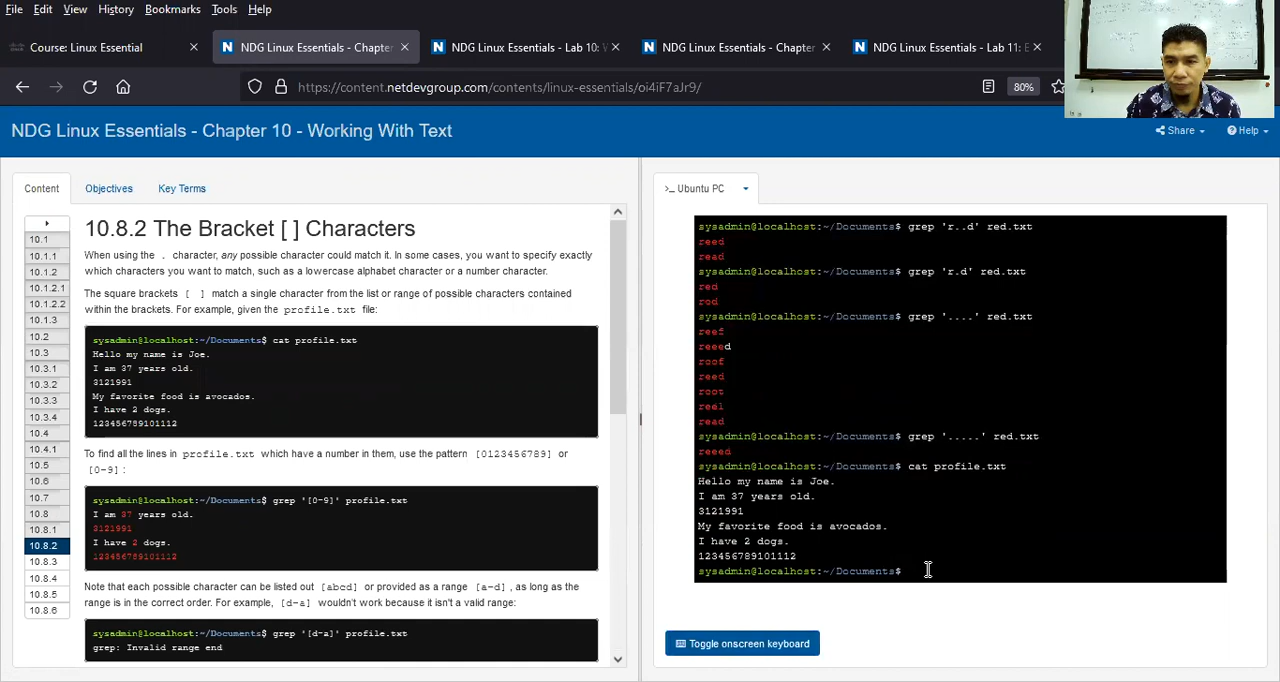 File Edit View History Bookmarks Tools Help
Course: Linux Essential
NDG Linux Essentials - Chapter
NDG Linux Essentials - Lab 10:
NDG Linux Essentials - Chapter
NDG Linux Essentials - Lab 11:
https://content.netdevgroup.com/contents/linux-essentials/oi4iF7aJr9/
80%
NDG Linux Essentials - Chapter 10 - Working With Text
Share
Help
Content
Objectives
Key Terms
10.1
10.1.1
10.1.2
10.1.2.1
10.1.2.2
10.1.3
10.2
10.3
10.3.1
10.3.2
10.3.3
10.3.4
10.4
10.4.1
10.5
10.6
10.7
10.8
10.8.1
10.8.2
10.8.3
10.8.4
10.8.5
10.8.6
10.8.2 The Bracket [ ] Characters
When using the . character, any possible character could match it. In some cases, you want to specify exactly
which characters you want to match, such as a lowercase alphabet character or a number character.
The square brackets [ ] match a single character from the list or range of possible characters contained
within the brackets. For example, given the profile.txt file:
sysadmin@localhost:~/Documents$ cat profile.txt
Hello my name is Joe.
I am 37 years old.
3121991
My favorite food is avocados.
I have 2 dogs.
123456789101112
To find all the lines in profile.txt which have a number in them, use the pattern [0123456789] or
[0-9]:
sysadmin@localhost:~/Documents$ grep '[0-9]' profile.txt
I am 37 years old.
3121991
I have 2 dogs.
123456789101112
Note that each possible character can be listed out [abcd] or provided as a range [a-d], as long as the
range is in the correct order. For example, [d-a] wouldn't work because it isn't a valid range:
sysadmin@localhost:~/Documents$ grep '[d-a]' profile.txt
grep: Invalid range end
>_ Ubuntu PC
sysadmin@localhost:~/Documents$ grep 'r..d' red.txt
reed
read
sysadmin@localhost:~/Documents$ grep 'r.d' red.txt
red
rod
sysadmin@localhost:~/Documents$ grep '....' red.txt
reef
reeed
roof
reed
root
reel
read
sysadmin@localhost:~/Documents$ grep '.....' red.txt
reeed
sysadmin@localhost:~/Documents$ cat profile.txt
Hello my name is Joe.
I am 37 years old.
3121991
My favorite food is avocados.
I have 2 dogs.
123456789101112
sysadmin@localhost:~/Documents$
Toggle onscreen keyboard